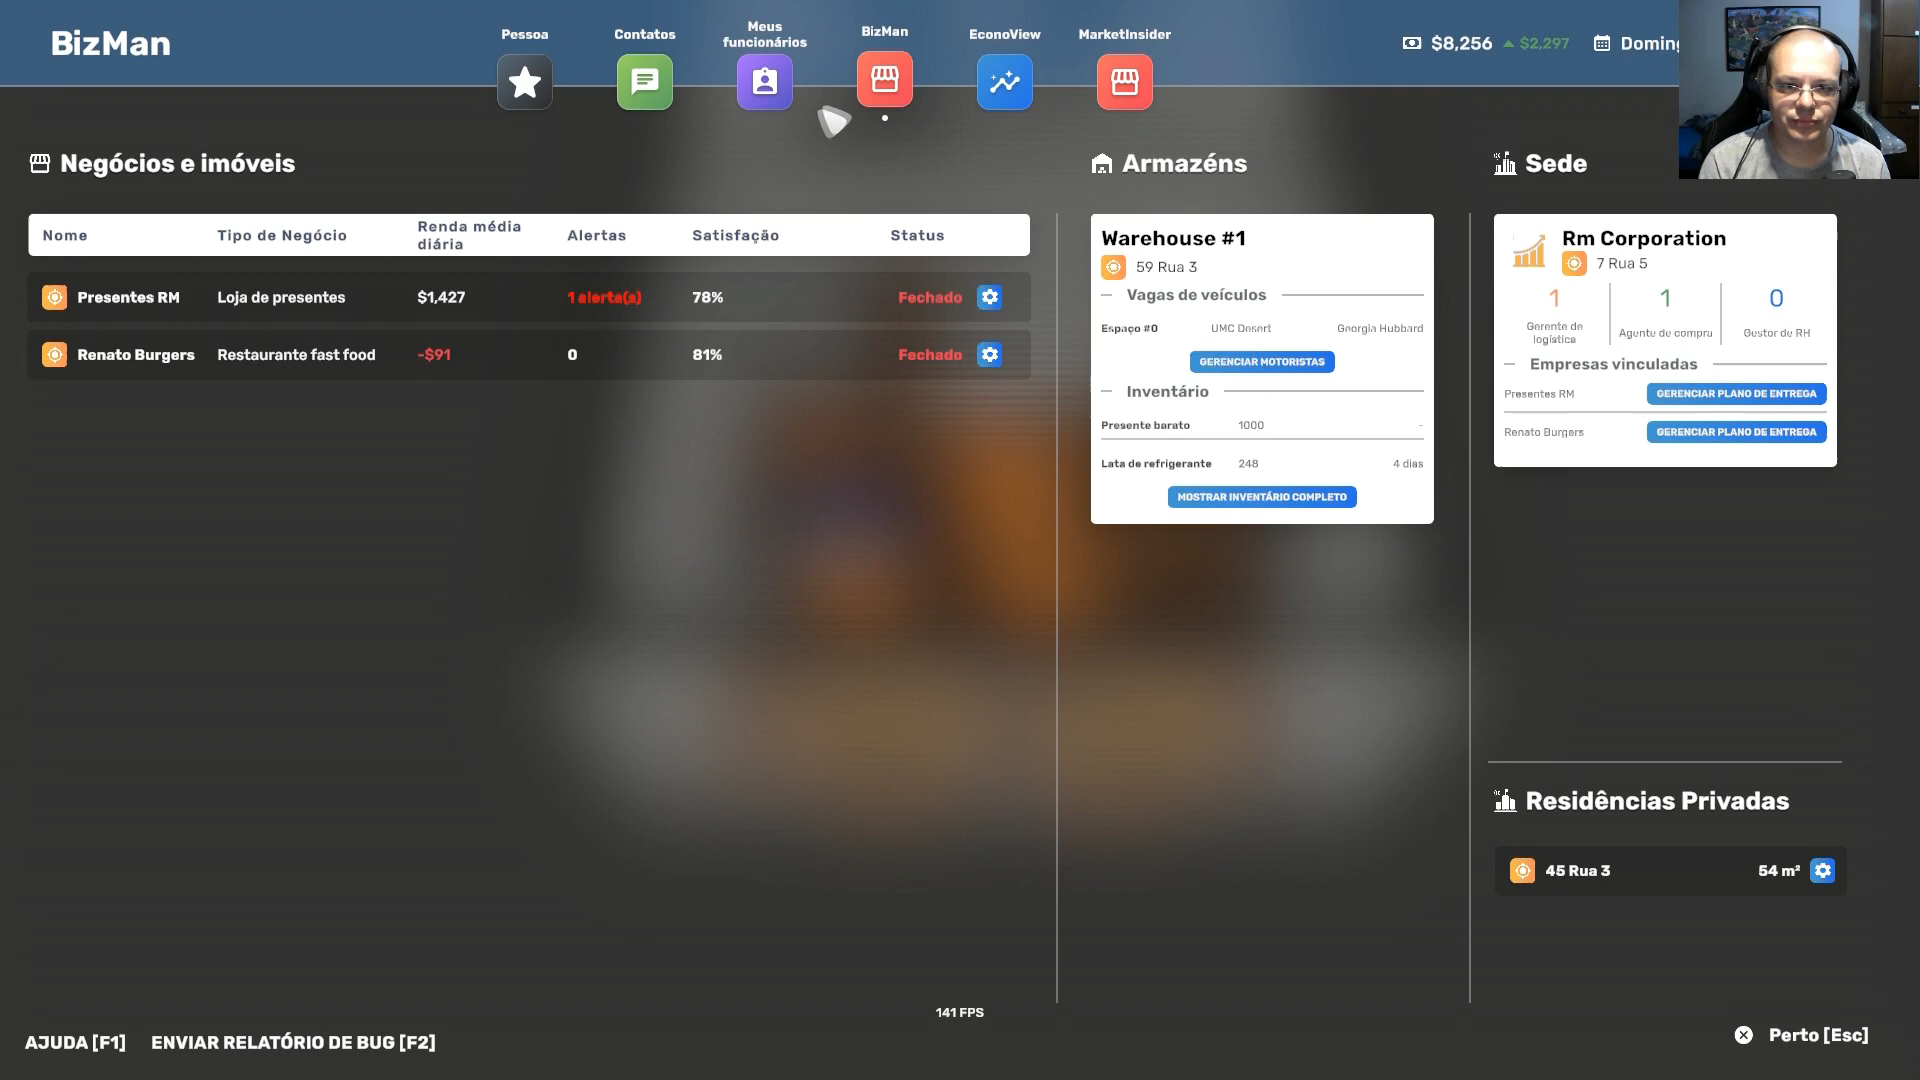 BizMan
Pessoa
Contatos
Meus
funcionários
BizMan
EconoView
MarketInsider
$8,256
$2,297
Negócios e imóveis
Nome
Tipo de Negócio
Renda média
diária
Alertas
Satisfação
Status
Presentes RM
Loja de presentes
$1,427
1 alerta(s)
78%
Fechado
Renato Burgers
Restaurante fast food
-$91
0
81%
Fechado
Armazéns
Warehouse #1
59 Rua 3
Vagas de veículos
Espaço #0
UMC Desert
Georgia Hubbard
GERENCIAR MOTORISTAS
Inventário
Presente barato
1000
-
Lata de refrigerante
248
4 dias
MOSTRAR INVENTÁRIO COMPLETO
Sede
Rm Corporation
7 Rua 5
1
Gerente de
logística
1
Agente de compra
0
Gestor de RH
Empresas vinculadas
Presentes RM
GERENCIAR PLANO DE ENTREGA
Renato Burgers
GERENCIAR PLANO DE ENTREGA
Residências Privadas
45 Rua 3
54 m²
141 FPS
AJUDA [F1]
ENVIAR RELATÓRIO DE BUG [F2]
Perto [Esc]